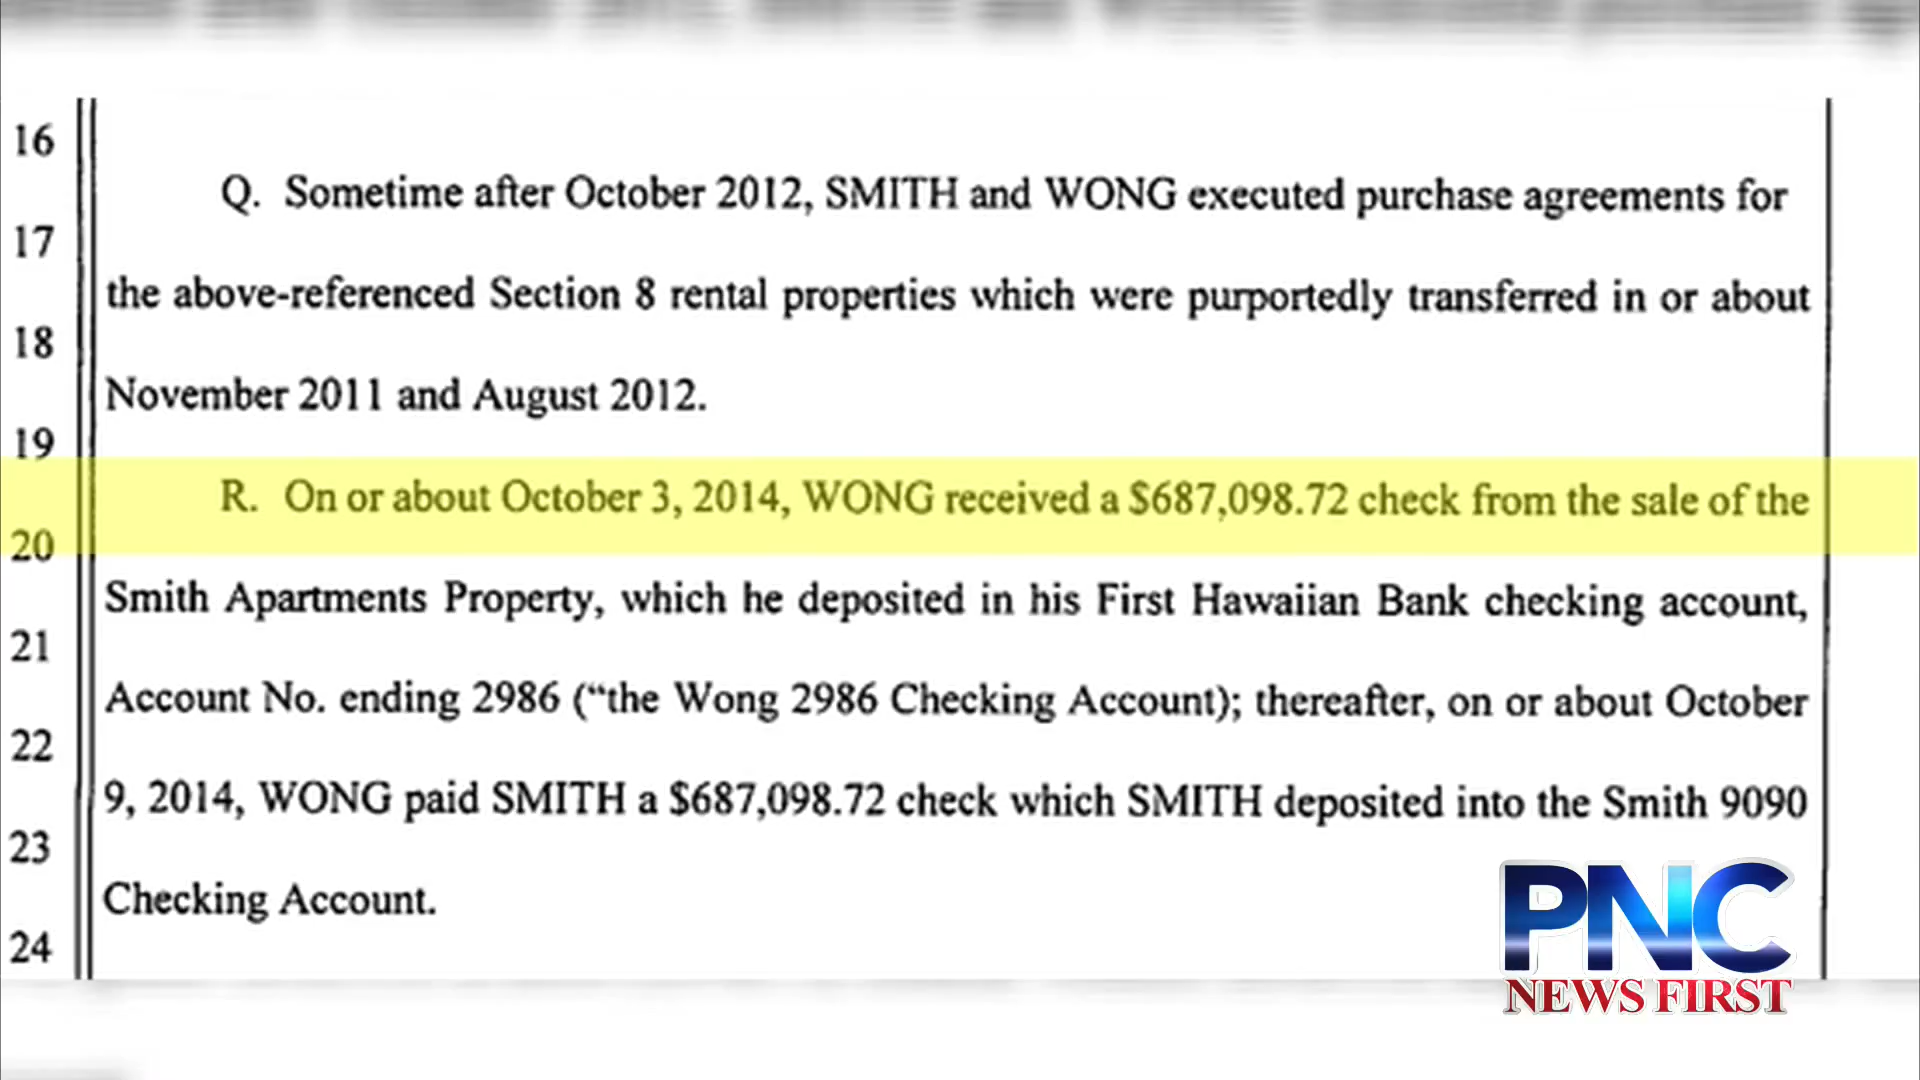 16
Q. Sometime after October 2012, SMITH and WONG executed purchase agreements for
17
the above-referenced Section 8 rental properties which were purportedly transferred in or about
18
November 2011 and August 2012.
19
R. On or about October 3, 2014, WONG received a $687,098.72 check from the sale of the
20
Smith Apartments Property, which he deposited in his First Hawaiian Bank checking account,
21
Account No. ending 2986 (“the Wong 2986 Checking Account); thereafter, on or about October
22
9, 2014, WONG paid SMITH a $687,098.72 check which SMITH deposited into the Smith 9090
23
Checking Account.
24
PNC
NEWS FIRST